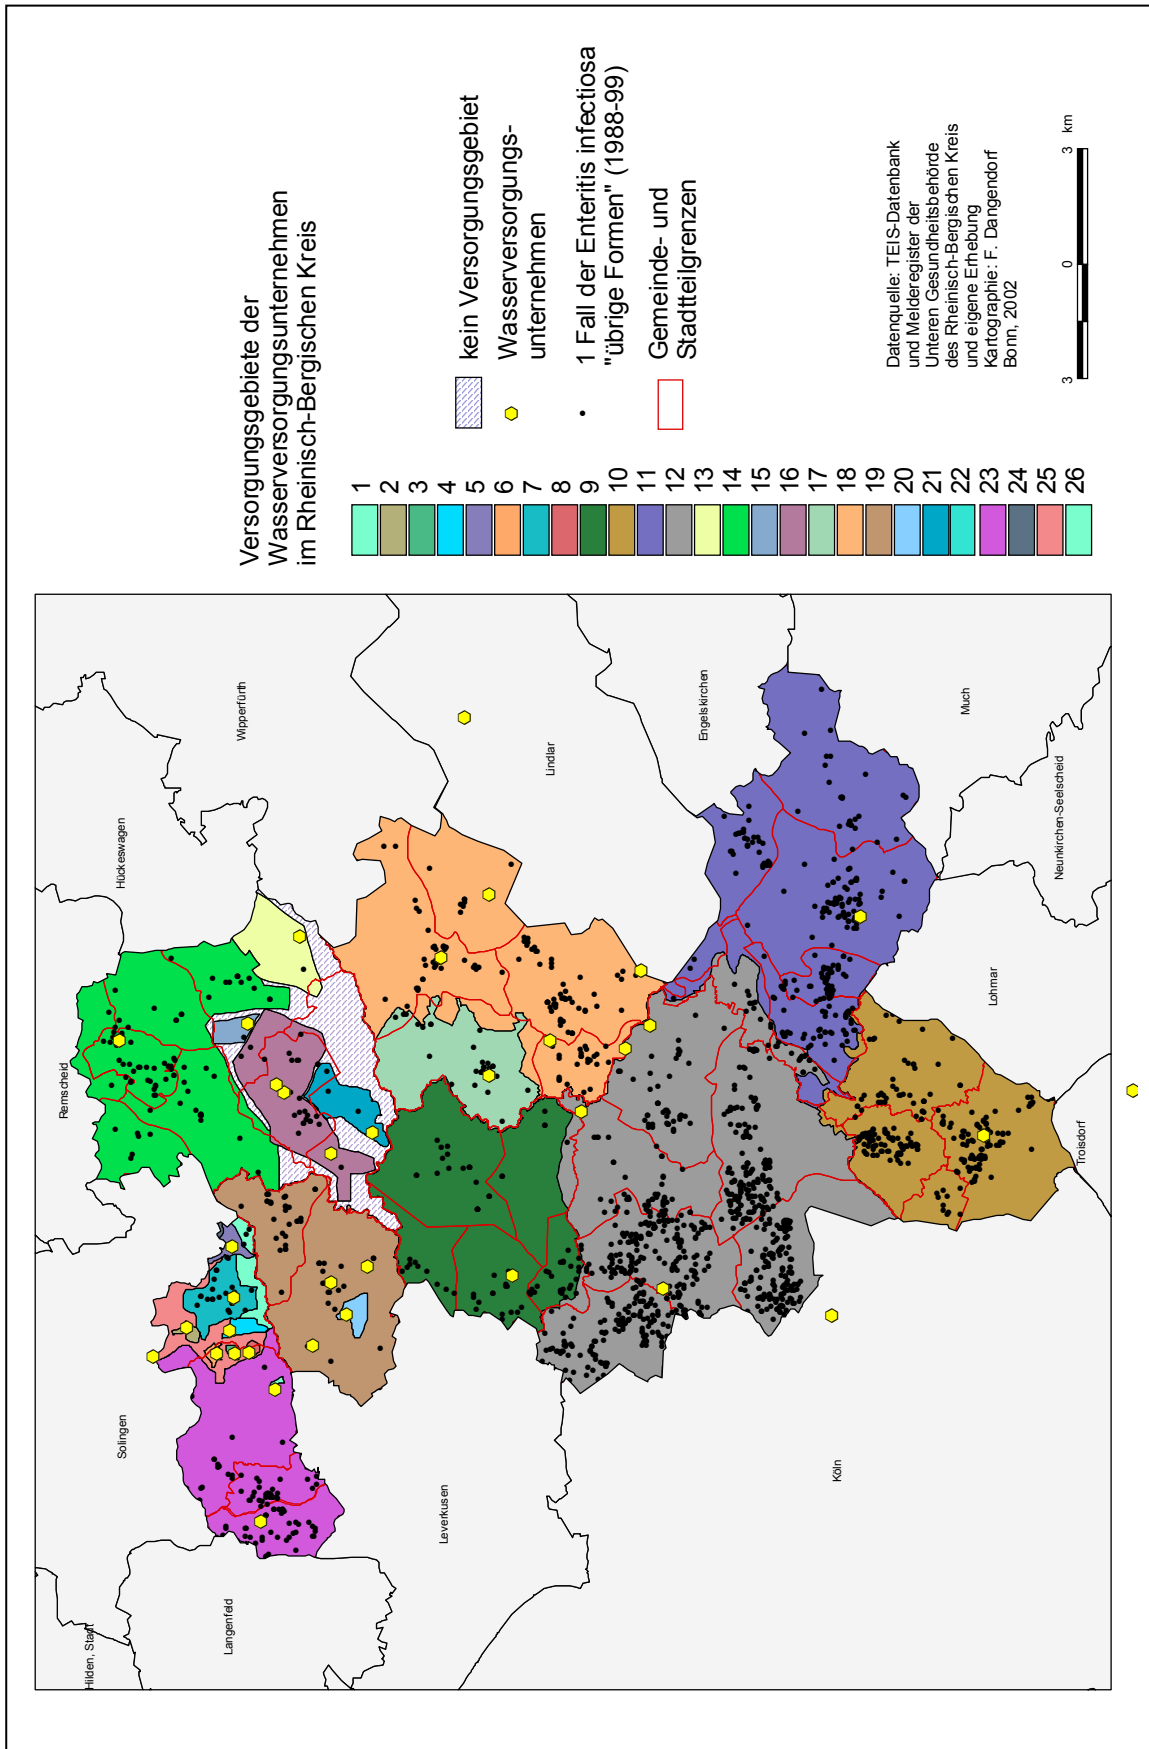 Versorgungsgebiete der
Wasserversorgungsunternehmen
im Rheinisch-Bergischen Kreis
1
2
3
4
5
6
7
8
9
10
11
12
13
14
15
16
17
18
19
20
21
22
23
24
25
26
kein Versorgungsgebiet
Wasserversorgungs-
unternehmen
1 Fall der Enteritis infectiosa
"übrige Formen" (1988-99)
Gemeinde- und
Stadtteilgrenzen
Datenquelle: TEIS-Datenbank
und Melderegister der
Unteren Gesundheitsbehörde
des Rheinisch-Bergischen Kreis
und eigene Erhebung
Kartographie: F. Dangendorf
Bonn, 2002
3 0 3 km
Hilden, Stadt
Langenfeld
Solingen
Remscheid
Hückeswagen
Wipperfürth
Leverkusen
Lindlar
Engelskirchen
Köln
Much
Neunkirchen-Seelscheid
Lohmar
Troisdorf